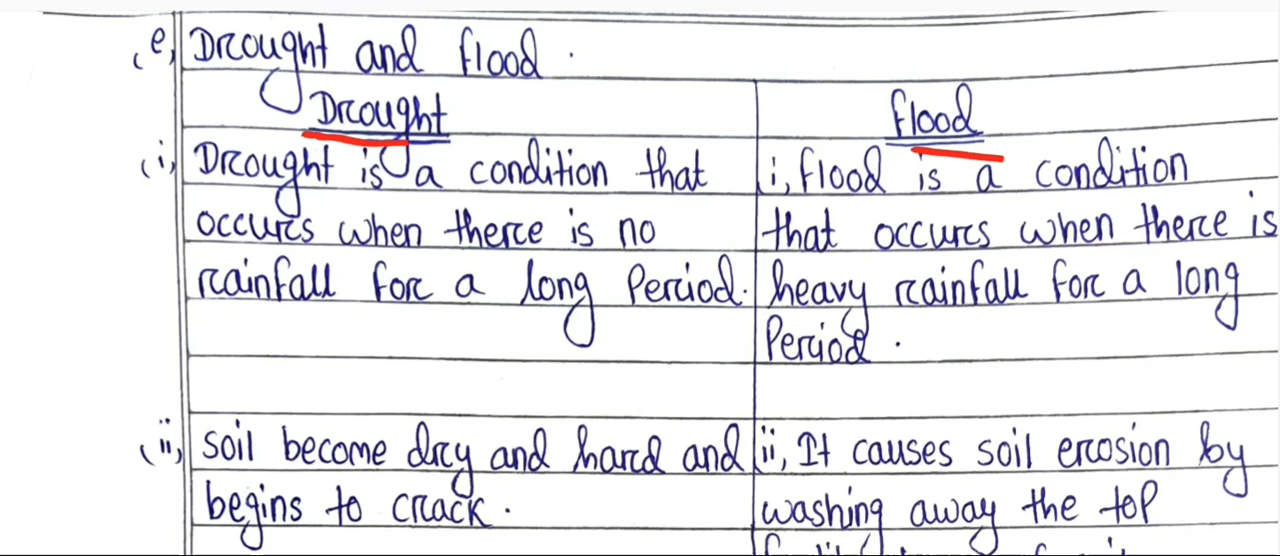 (e, Drought and flood.
Drought
flood
(i, Drought is a condition that
occurs when there is no
rainfall for a long Period.
i, flood is a condition
that occurs when there is
heavy rainfall for a long
Period.
(ii, soil become dry and hard and
begins to crack.
ii, It causes soil erosion by
washing away the top